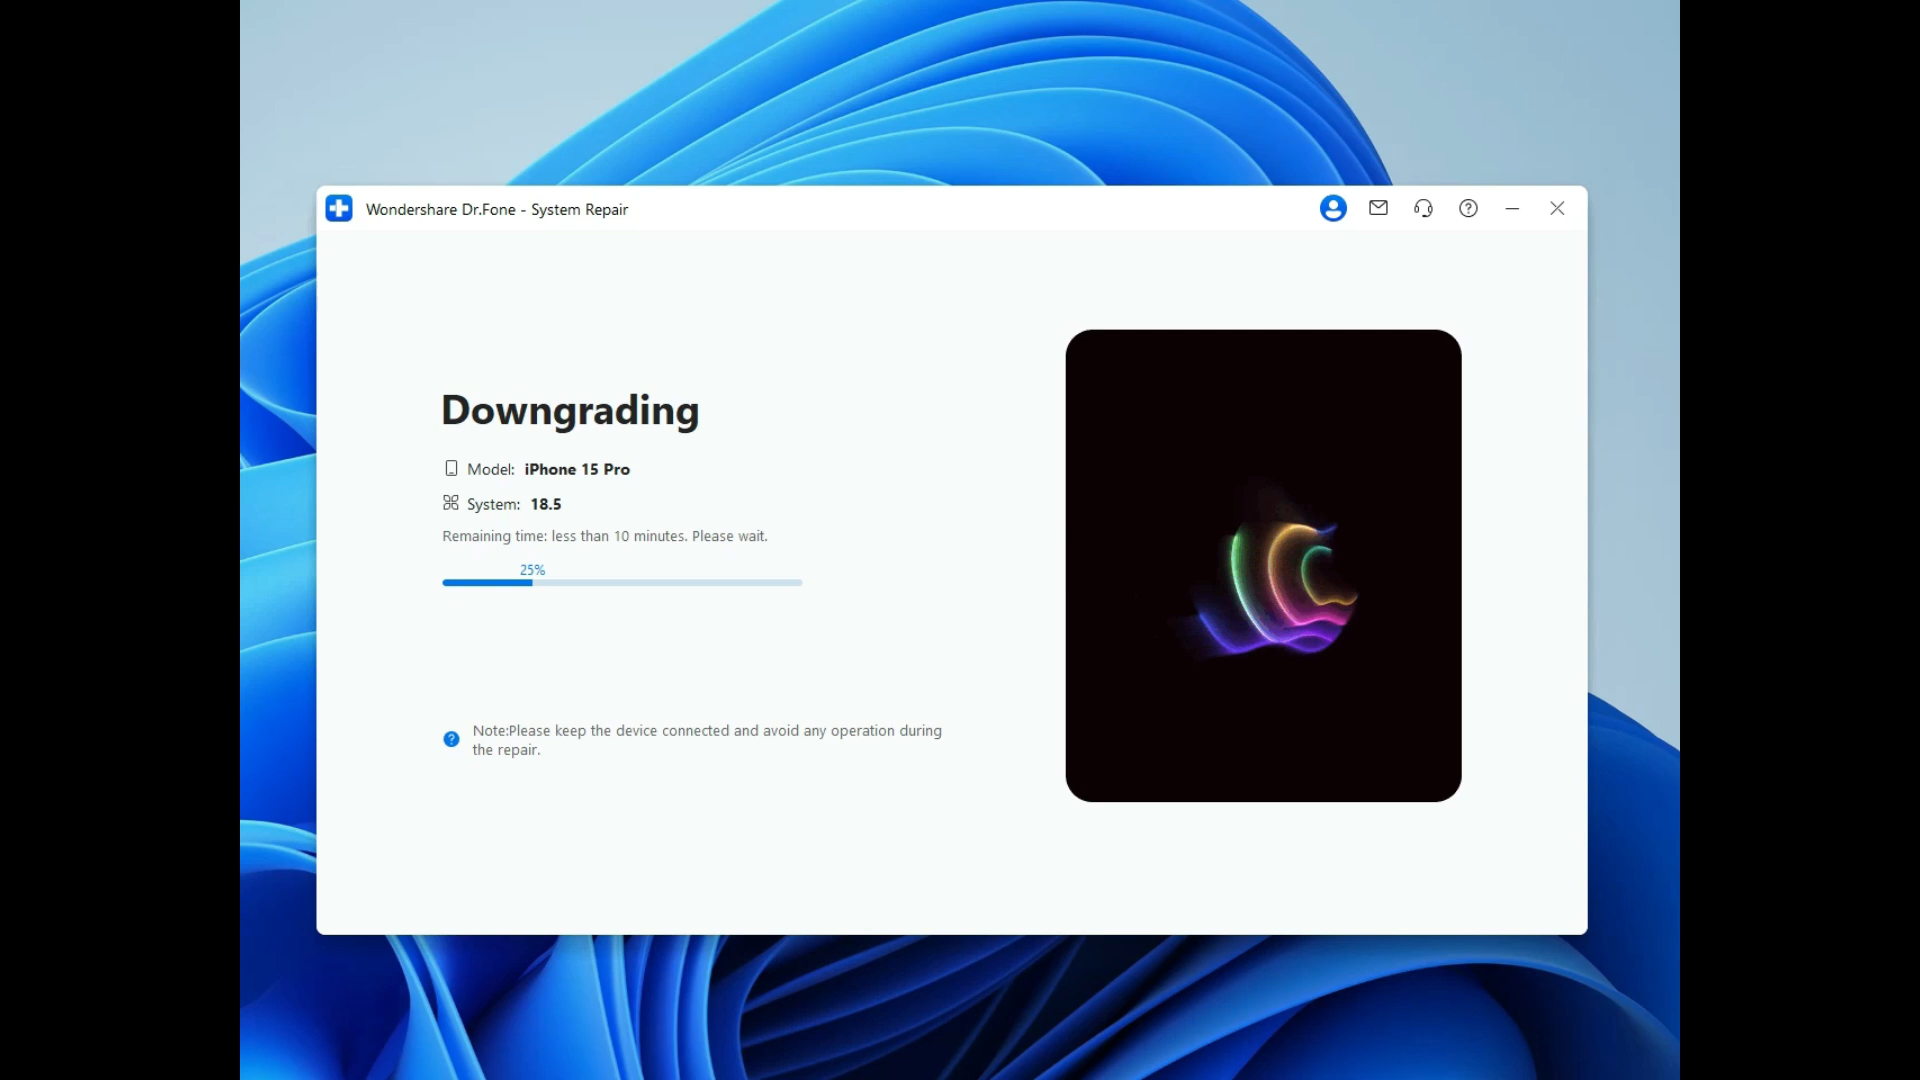 Wondershare Dr.Fone - System Repair
Downgrading
Model: iPhone 15 Pro
System: 18.5
Remaining time: less than 10 minutes. Please wait.
25%
Note:Please keep the device connected and avoid any operation during
the repair.